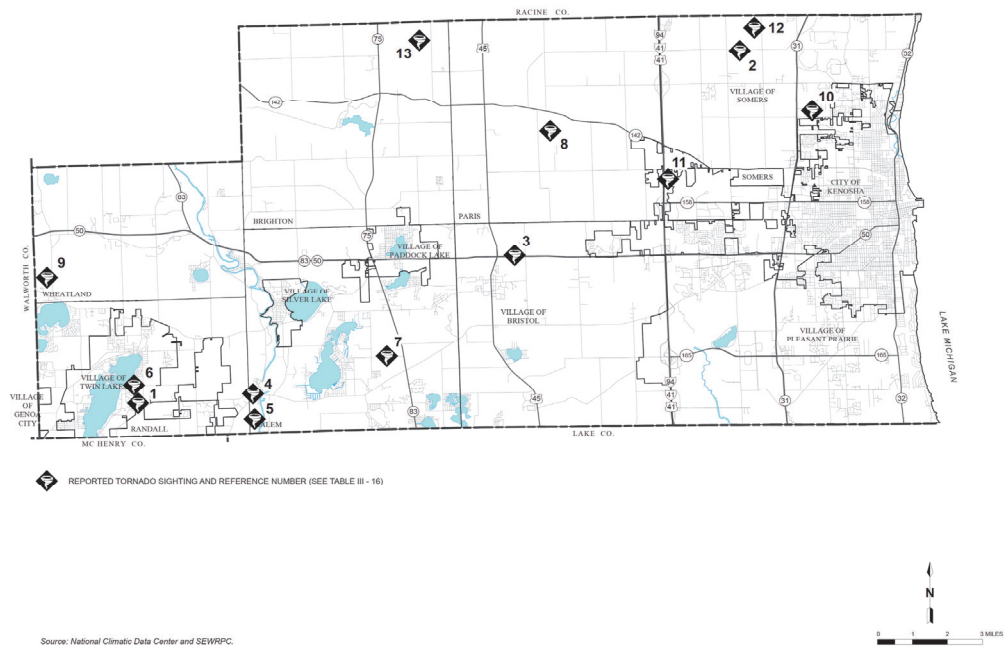 RACINE CO.
12
75
94
13
45
41
31
32
41
2
VILLAGE OF
SOMERS
142
10
8
142
11
SOMERS
CITY OF
KENOSHA
83
158
158
BRIGHTON
PARIS
50
75
50
WALWORTH CO.
VILLAGE OF
PADDOCK LAKE
3
83
50
9
WHEATLAND
VILLAGE OF
SILVER LAKE
VILLAGE OF
BRISTOL
LAKE MICHIGAN
VILLAGE OF
PLEASANT PRAIRIE
7
165
165
6
VILLAGE OF
TWIN LAKES
4
94
41
41
1
45
31
32
VILLAGE
OF
GENOA
CITY
5
83
RANDALL
SALEM
LAKE CO.
MC HENRY CO.
REPORTED TORNADO SIGHTING AND REFERENCE NUMBER (SEE TABLE III - 16)
N
0 1 2 3 MILES
Source: National Climatic Data Center and SEWRPC.